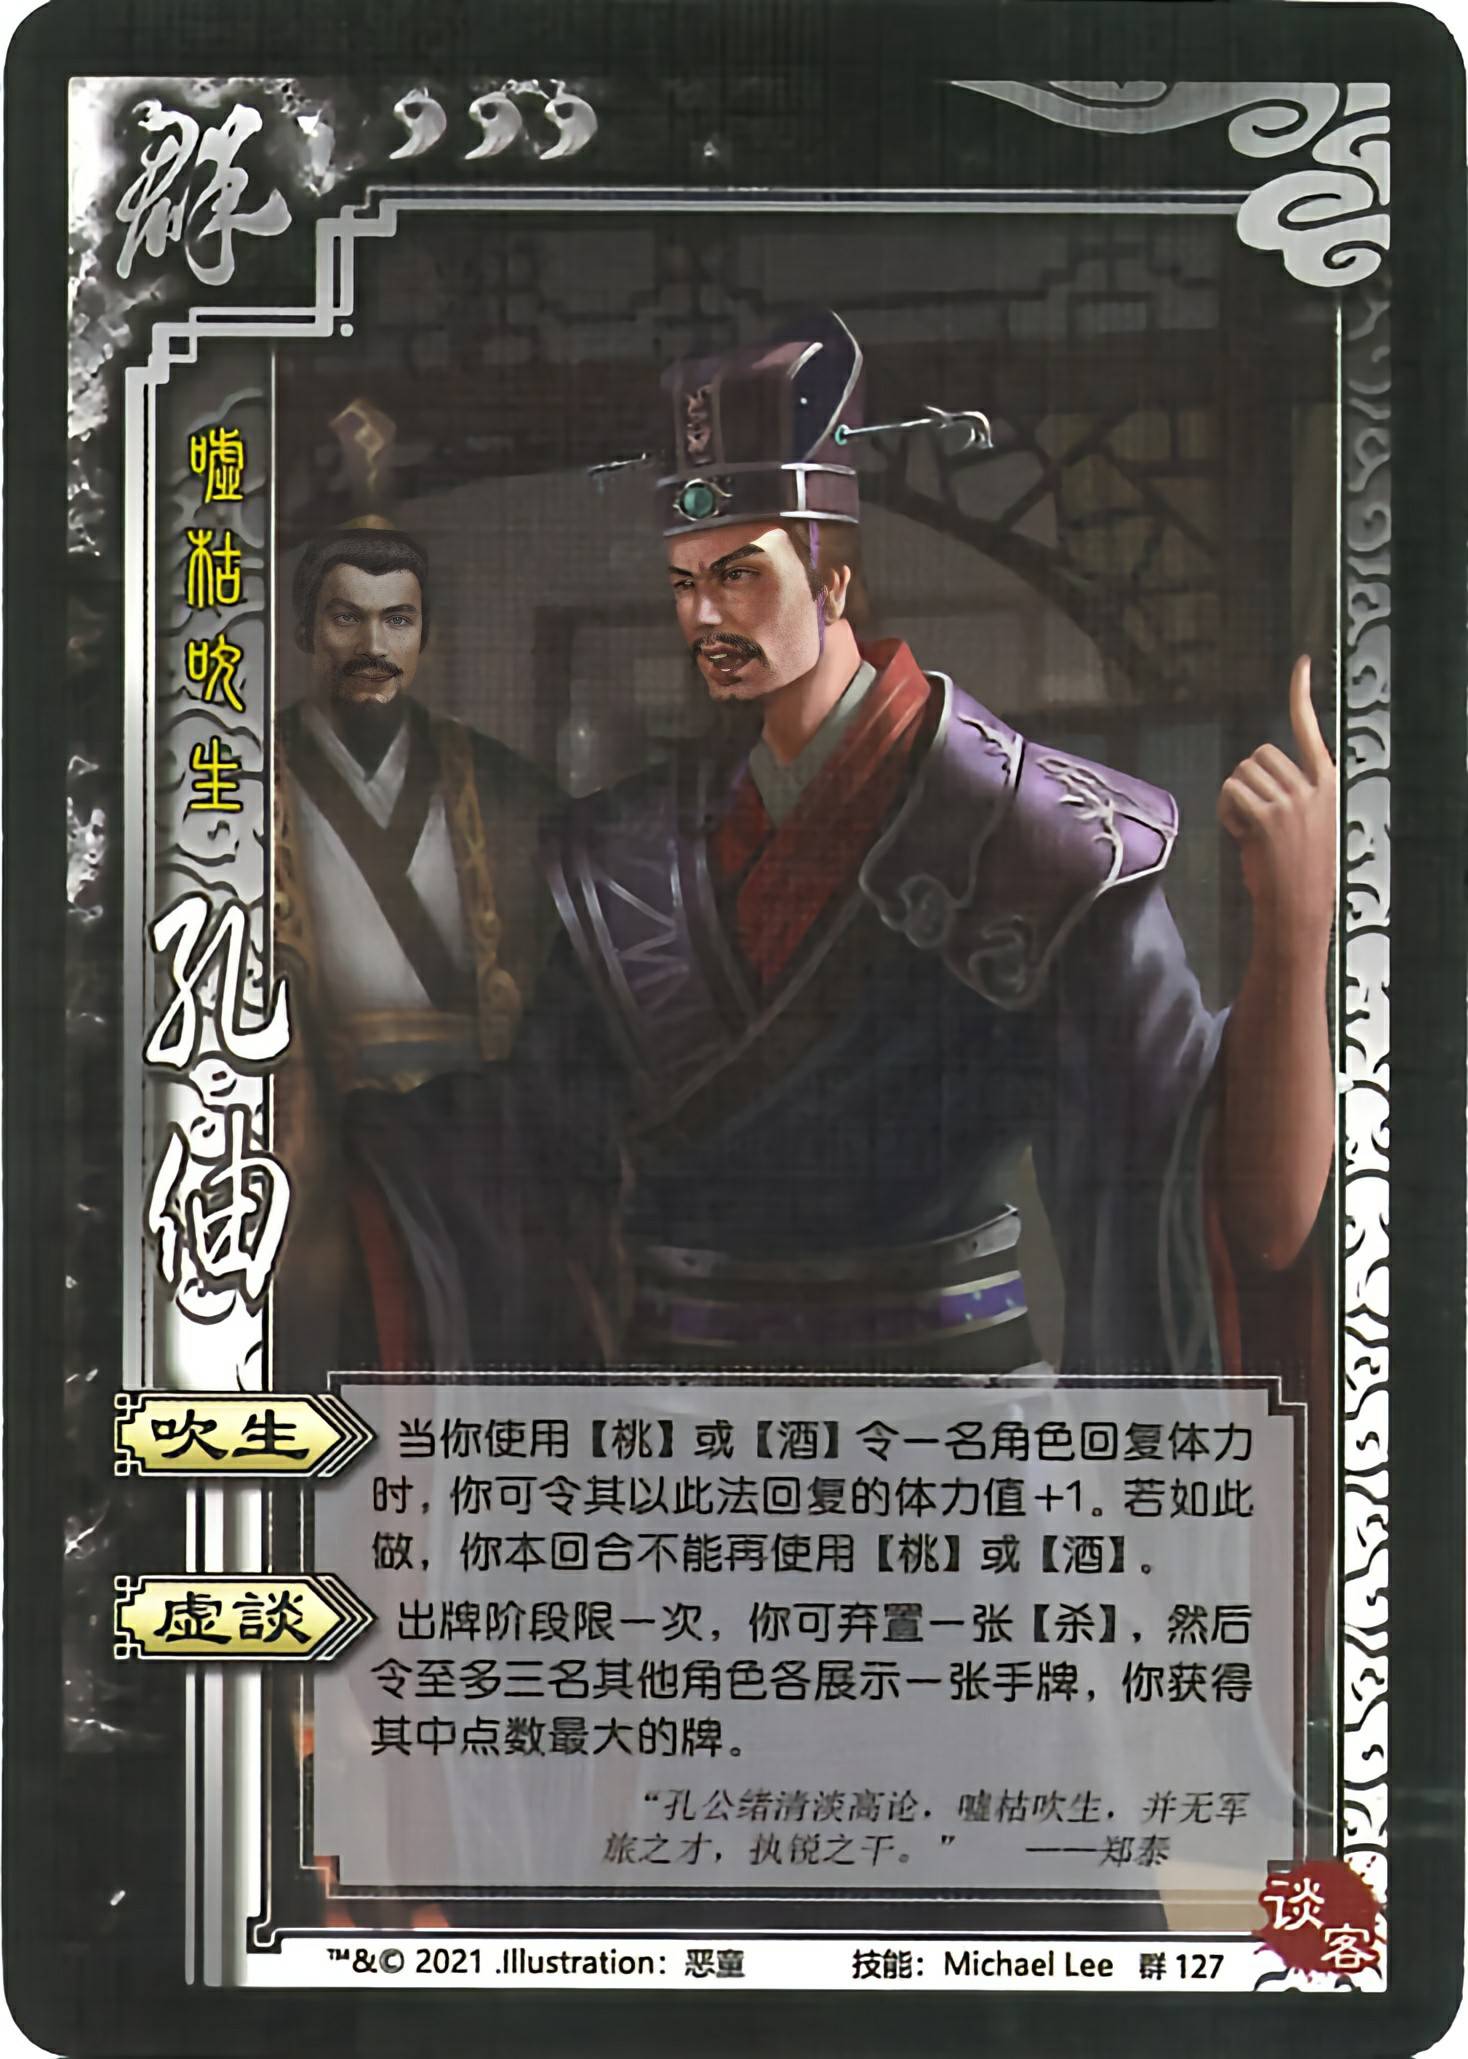 群
嘘枯吹生
孔伷
吹生
当你使用【桃】或【酒】令一名角色回复体力
时，你可令其以此法回复的体力值+1。若如此
做，你本回合不能再使用【桃】或【酒】。
虚談
出牌阶段限一次，你可弃置一张【杀】，然后
令至多三名其他角色各展示一张手牌，你获得
其中点数最大的牌。
“孔公绪清淡高论，嘘枯吹生，并无军
旅之才，执锐之干。” ——郑泰
谈客
™&© 2021 .Illustration：恶童 技能：Michael Lee 群 127